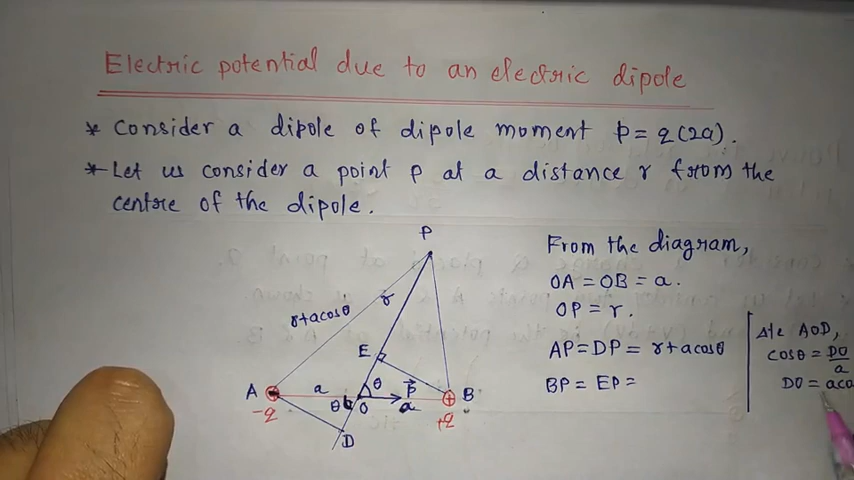 Electric potential due to an electric dipole
* Consider a dipole of dipole moment p = q(2a).
* Let us consider a point P at a distance r from the
centre of the dipole.
P
r+acosθ
r
E
A
a
θ
p⃗
B
-q
θ
O
a
+q
D
From the diagram,
OA = OB = a.
OP = r.
AP = DP = r+acosθ
BP = EP =
Δle AOD,
cosθ = DO/a
DO = aco